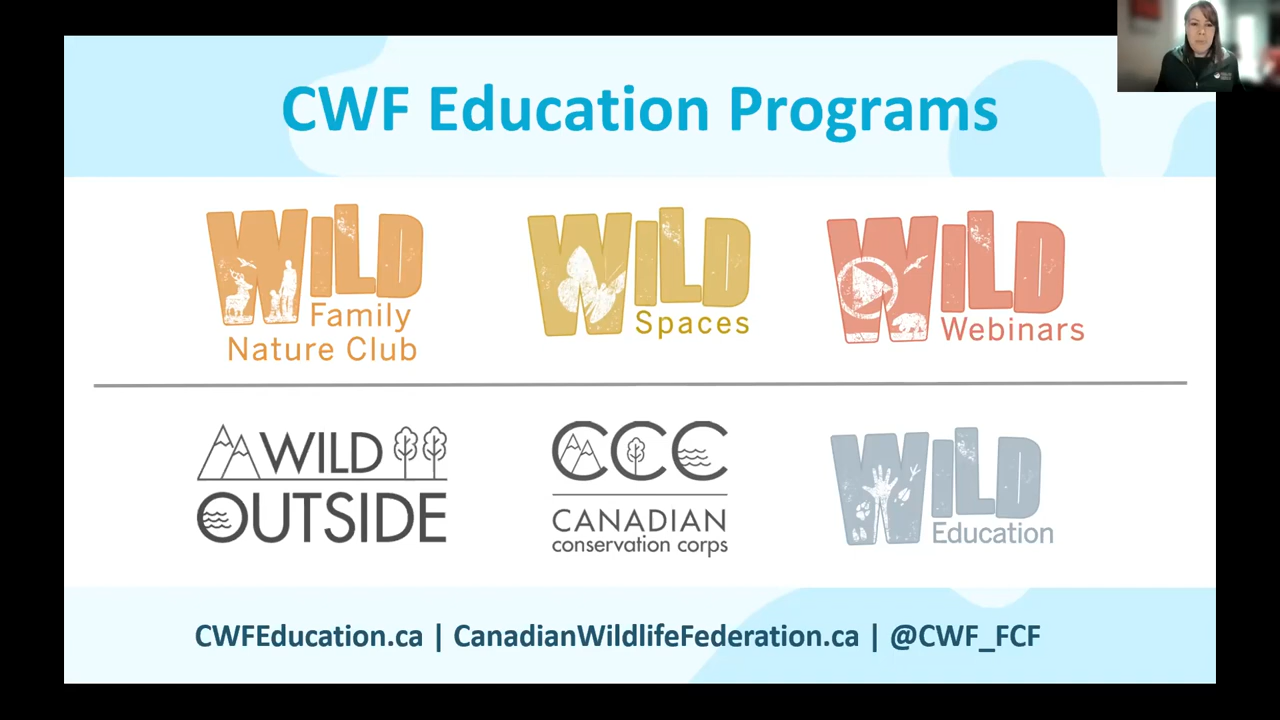 CWF Education Programs
WILD
Family
Nature Club
WILD
Spaces
WILD
Webinars
WILD
OUTSIDE
CCC
CANADIAN
conservation corps
WILD
Education
CWFEducation.ca | CanadianWildlifeFederation.ca | @CWF_FCF